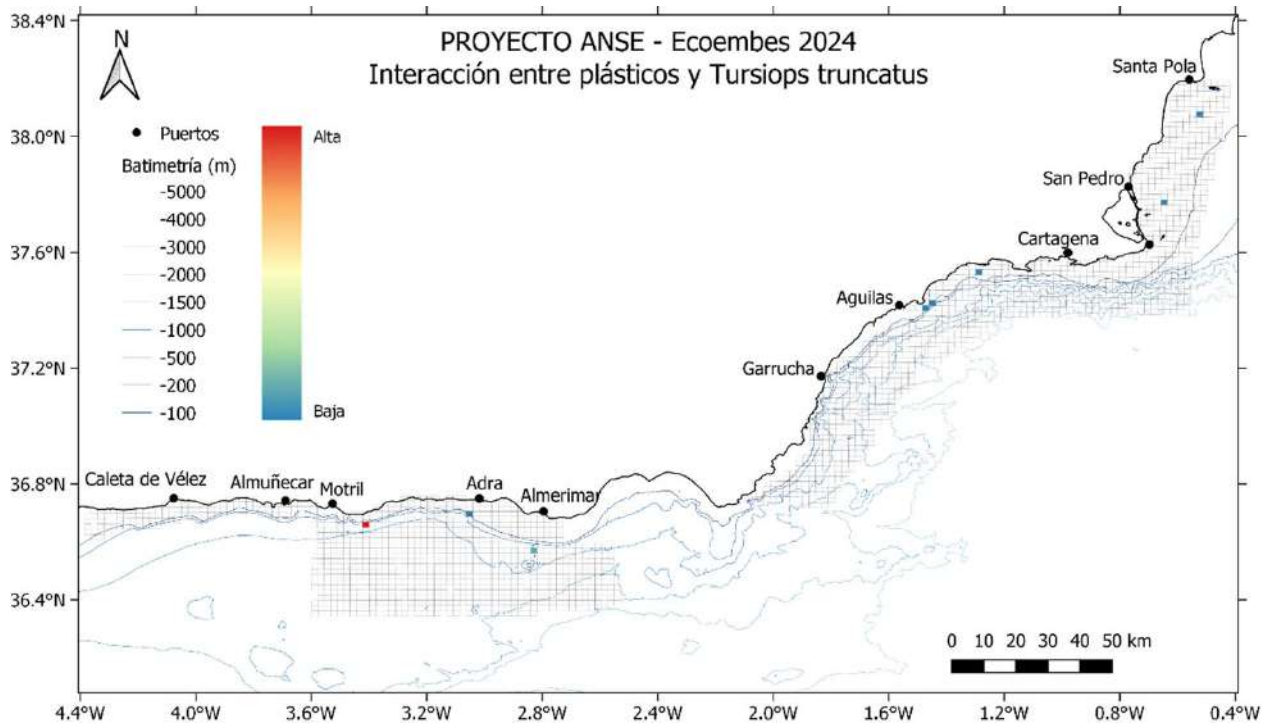 PROYECTO ANSE - Ecoembes 2024
Interacción entre plásticos y Tursiops truncatus
N
Puertos
Batimetría (m)
-5000
-4000
-3000
-2000
-1500
-1000
-500
-200
-100
Alta
Baja
Santa Pola
San Pedro
Cartagena
Aguilas
Garrucha
Caleta de Vélez
Almuñecar
Motril
Adra
Almerimar
38.4°N
38.0°N
37.6°N
37.2°N
36.8°N
36.4°N
0 10 20 30 40 50 km
4.4°W 4.0°W 3.6°W 3.2°W 2.8°W 2.4°W 2.0°W 1.6°W 1.2°W 0.8°W 0.4°W